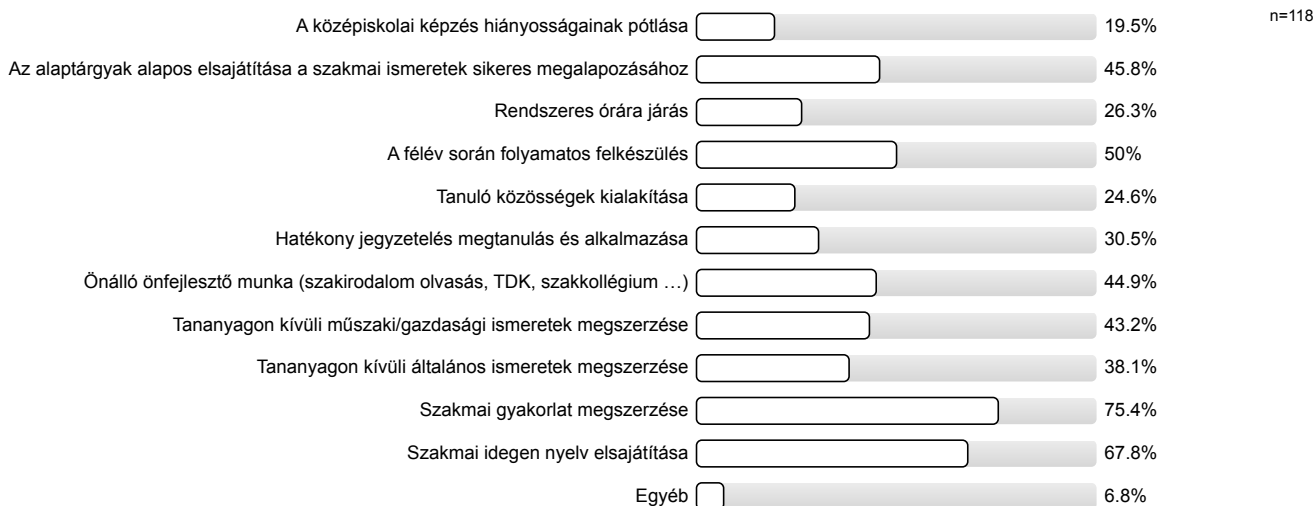 n=118
A középiskolai képzés hiányosságainak pótlása 19.5%
Az alaptárgyak alapos elsajátítása a szakmai ismeretek sikeres megalapozásához 45.8%
Rendszeres órára járás 26.3%
A félév során folyamatos felkészülés 50%
Tanuló közösségek kialakítása 24.6%
Hatékony jegyzetelés megtanulás és alkalmazása 30.5%
Önálló önfejlesztő munka (szakirodalom olvasás, TDK, szakkollégium …) 44.9%
Tananyagon kívüli műszaki/gazdasági ismeretek megszerzése 43.2%
Tananyagon kívüli általános ismeretek megszerzése 38.1%
Szakmai gyakorlat megszerzése 75.4%
Szakmai idegen nyelv elsajátítása 67.8%
Egyéb 6.8%